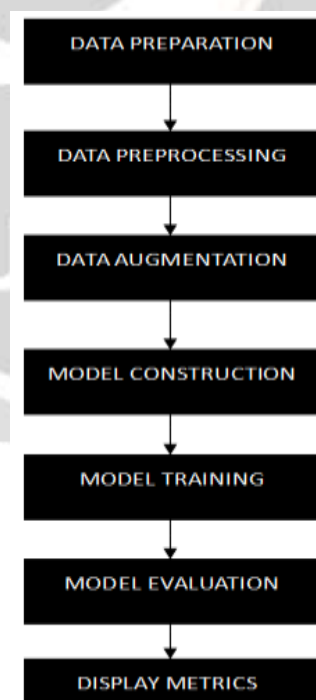 DATA PREPARATION
DATA PREPROCESSING
DATA AUGMENTATION
MODEL CONSTRUCTION
MODEL TRAINING
MODEL EVALUATION
DISPLAY METRICS